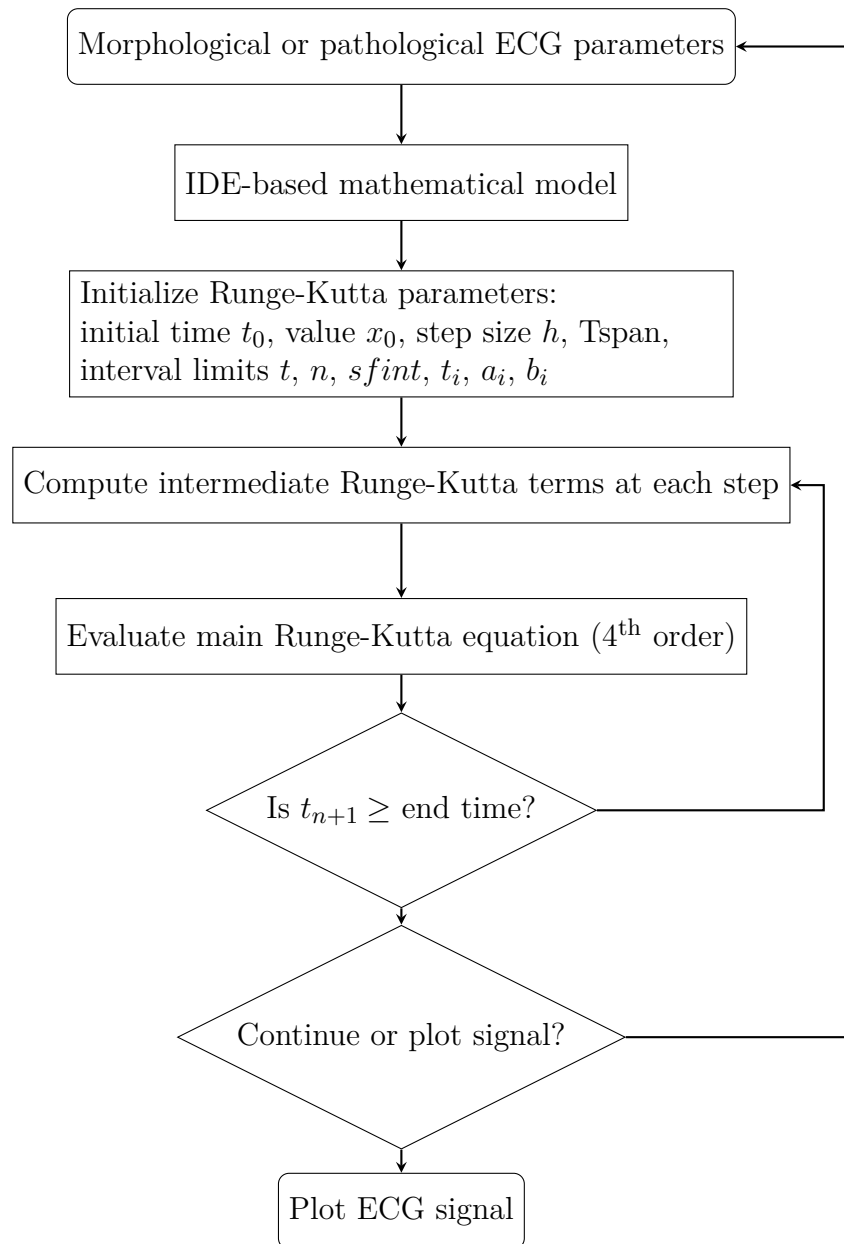 Morphological or pathological ECG parameters
IDE-based mathematical model
Initialize Runge-Kutta parameters:
initial time t₀, value x₀, step size h, Tspan,
interval limits t, n, sfint, tᵢ, aᵢ, bᵢ
Compute intermediate Runge-Kutta terms at each step
Evaluate main Runge-Kutta equation (4ᵗʰ order)
Is tₙ₊₁ ≥ end time?
Continue or plot signal?
Plot ECG signal